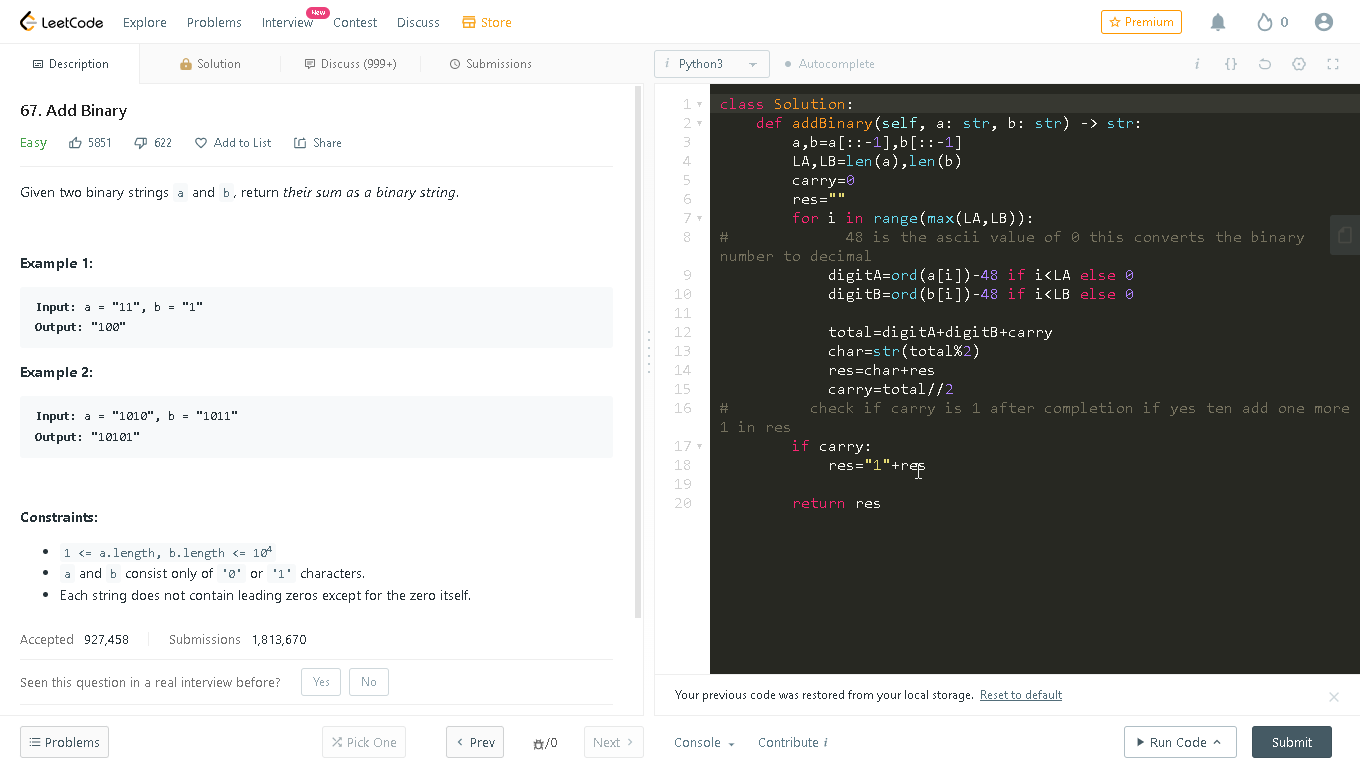 LeetCode Explore Problems Interview New Contest Discuss Store Premium 0
Description Solution Discuss (999+) Submissions
i Python3 Autocomplete i {}
67. Add Binary
Easy 5851 622 Add to List Share
Given two binary strings a and b, return their sum as a binary string.
Example 1:
Input: a = "11", b = "1"
Output: "100"
Example 2:
Input: a = "1010", b = "1011"
Output: "10101"
Constraints:
1 <= a.length, b.length <= 10⁴
a and b consist only of '0' or '1' characters.
Each string does not contain leading zeros except for the zero itself.
Accepted 927,458 Submissions 1,813,670
Seen this question in a real interview before? Yes No
1 class Solution:
2 def addBinary(self, a: str, b: str) -> str:
3 a,b=a[::-1],b[::-1]
4 LA,LB=len(a),len(b)
5 carry=0
6 res=""
7 for i in range(max(LA,LB)):
8 # 48 is the ascii value of 0 this converts the binary
number to decimal
9 digitA=ord(a[i])-48 if i<LA else 0
10 digitB=ord(b[i])-48 if i<LB else 0
11
12 total=digitA+digitB+carry
13 char=str(total%2)
14 res=char+res
15 carry=total//2
16 # check if carry is 1 after completion if yes ten add one more
1 in res
17 if carry:
18 res="1"+res
19
20 return res
Your previous code was restored from your local storage. Reset to default
Problems Pick One Prev /0 Next Console Contribute i Run Code Submit